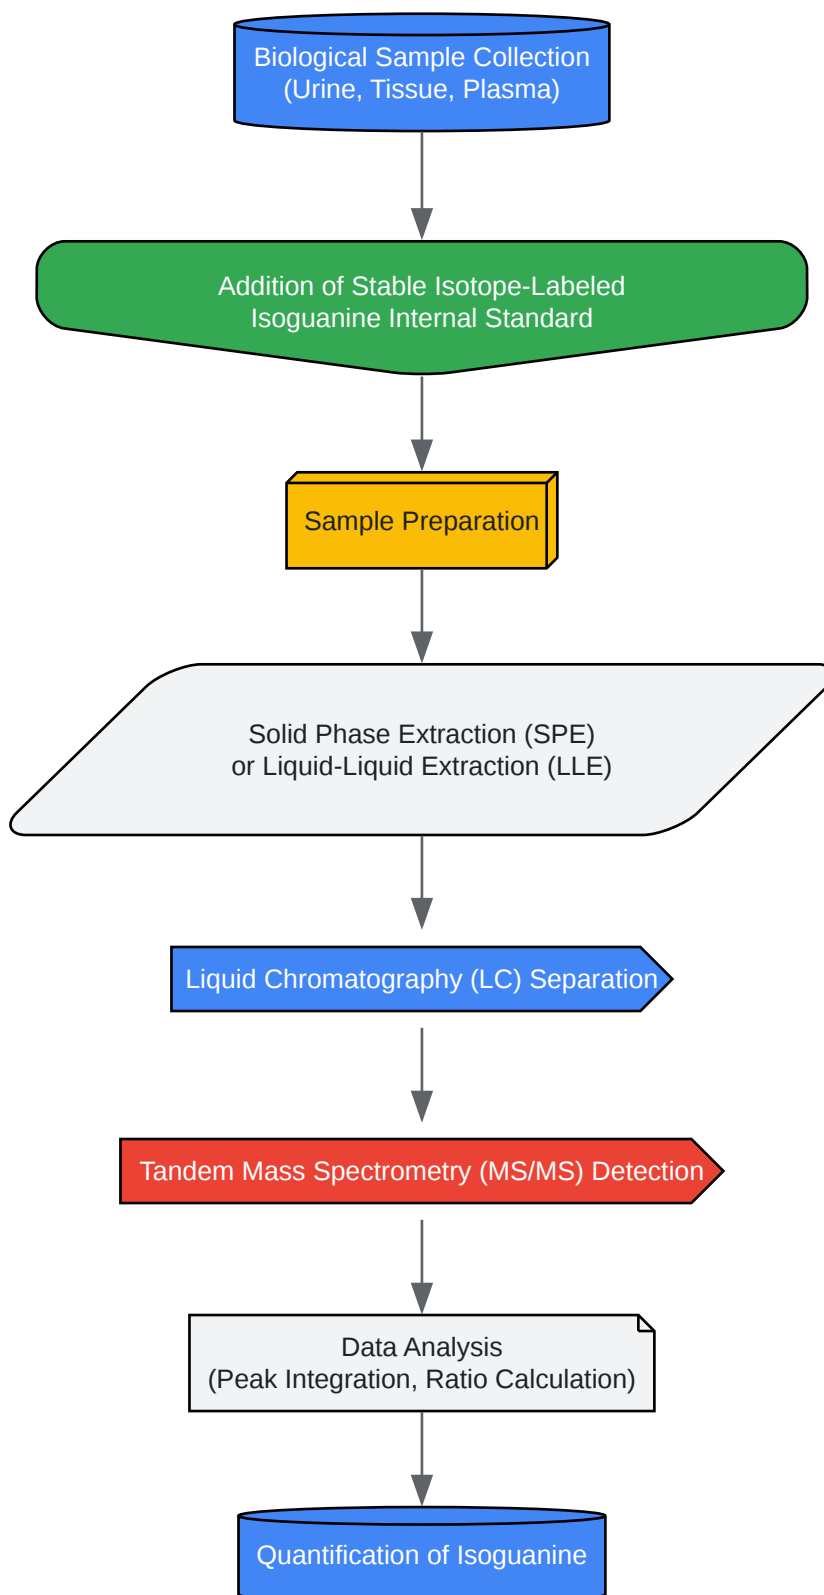 Biological Sample Collection
(Urine, Tissue, Plasma)
Addition of Stable Isotope-Labeled
Isoguanine Internal Standard
Sample Preparation
Solid Phase Extraction (SPE)
or Liquid-Liquid Extraction (LLE)
Liquid Chromatography (LC) Separation
Tandem Mass Spectrometry (MS/MS) Detection
Data Analysis
(Peak Integration, Ratio Calculation)
Quantification of Isoguanine